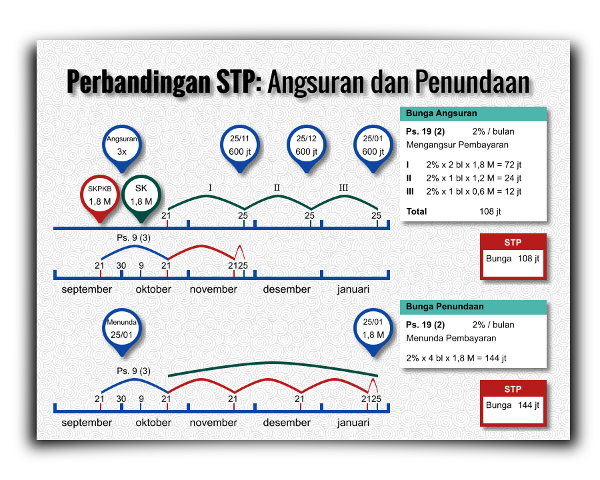 Perbandingan STP: Angsuran dan Penundaan
Angsuran
3x
25/11
600 jt
25/12
600 jt
25/01
600 jt
SKPKB
1,8 M
SK
1,8 M
I
II
III
21
25
25
25
Ps. 9 (3)
21
30
9
21
21
25
september
oktober
november
desember
januari
Bunga Angsuran
Ps. 19 (2) 2% / bulan
Mengangsur Pembayaran
I 2% x 2 bl x 1,8 M = 72 jt
II 2% x 1 bl x 1,2 M = 24 jt
III 2% x 1 bl x 0,6 M = 12 jt
Total 108 jt
STP
Bunga 108 jt
Menunda
25/01
25/01
1,8 M
Ps. 9 (3)
21
30
9
21
21
21
21
25
september
oktober
november
desember
januari
Bunga Penundaan
Ps. 19 (2) 2% / bulan
Menunda Pembayaran
2% x 4 bl x 1,8 M = 144 jt
STP
Bunga 144 jt